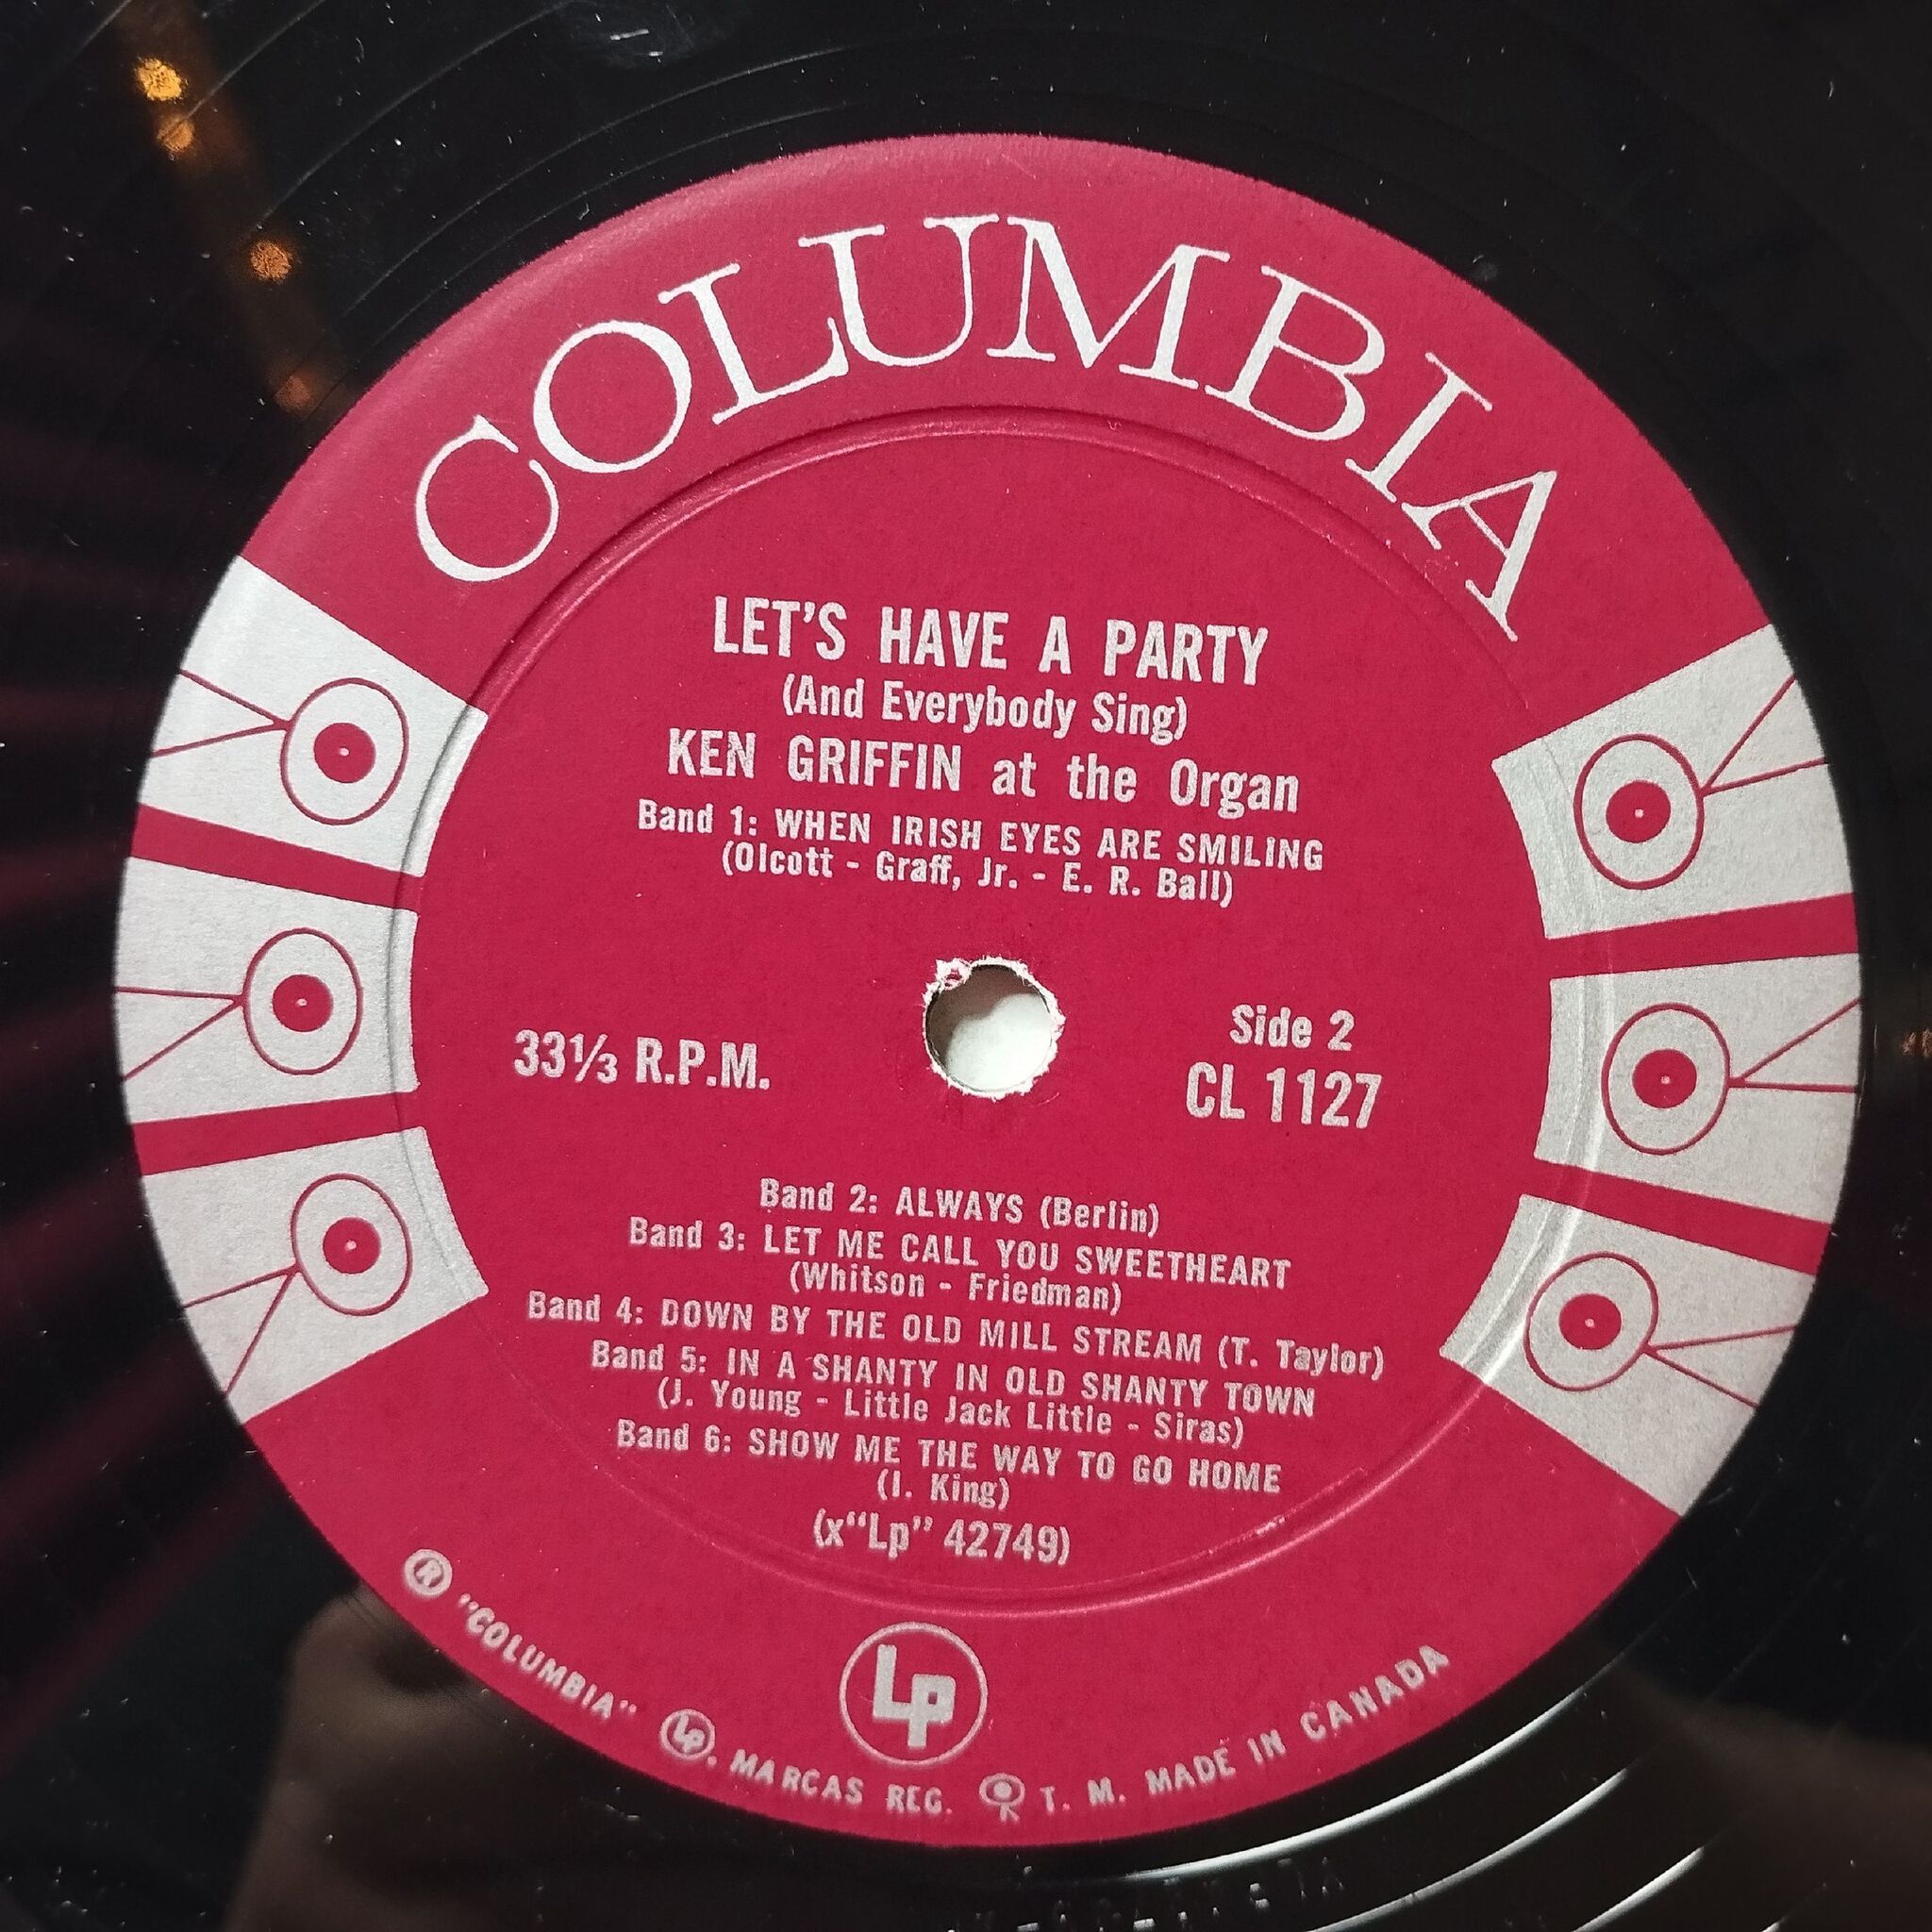 COLUMBIA
LET'S HAVE A PARTY
(And Everybody Sing)
KEN GRIFFIN at the Organ
Band 1: WHEN IRISH EYES ARE SMILING
(Olcott - Graff, Jr. - E. R. Ball)
33⅓ R.P.M.
Side 2
CL 1127
Band 2: ALWAYS (Berlin)
Band 3: LET ME CALL YOU SWEETHEART
(Whitson - Friedman)
Band 4: DOWN BY THE OLD MILL STREAM (T. Taylor)
Band 5: IN A SHANTY IN OLD SHANTY TOWN
(J. Young - Little Jack Little - Siras)
Band 6: SHOW ME THE WAY TO GO HOME
(I. King)
(x"Lp" 42749)
Lp
® "COLUMBIA" Lp. MARCAS REG. T. M. MADE IN CANADA